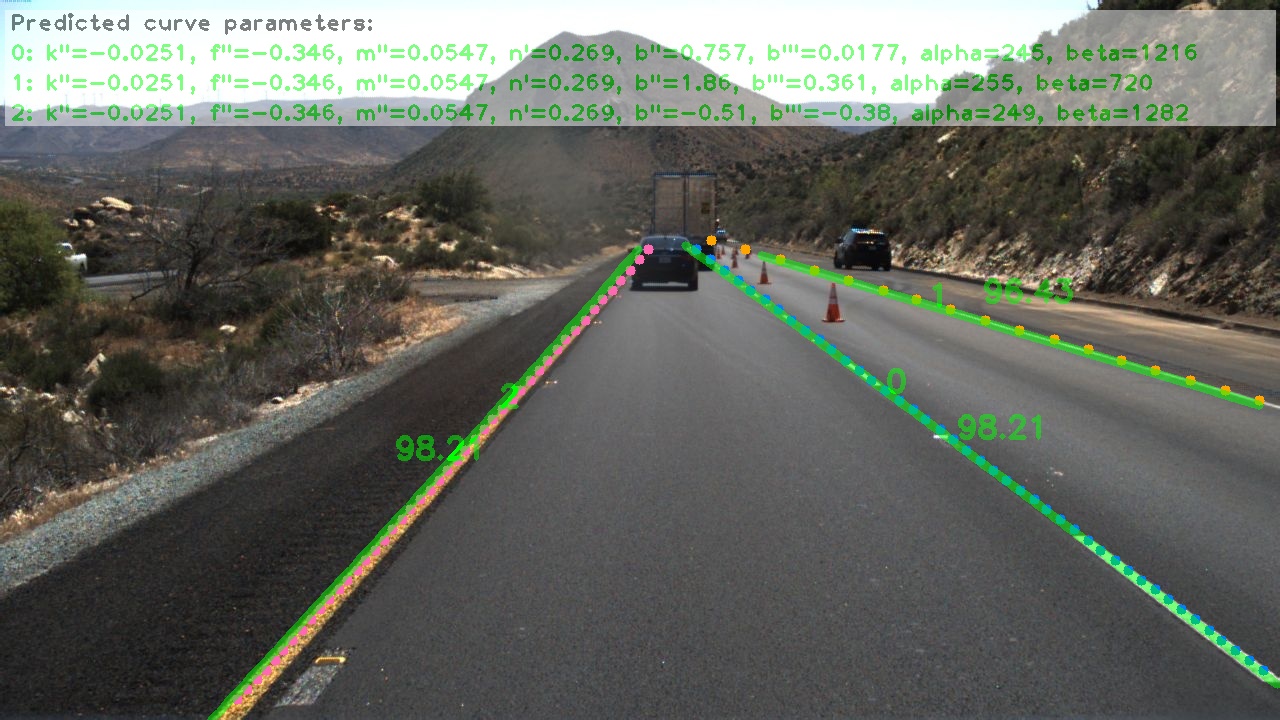 Predicted curve parameters:
0: k''=-0.0251, f''=-0.346, m''=0.0547, n'=0.269, b''=0.757, b'''=0.0177, alpha=245, beta=1216
1: k''=-0.0251, f''=-0.346, m''=0.0547, n'=0.269, b''=1.86, b'''=0.361, alpha=255, beta=720
2: k''=-0.0251, f''=-0.346, m''=0.0547, n'=0.269, b''=-0.51, b'''=-0.38, alpha=249, beta=1282
1 96.43
0
2
98.21
98.21